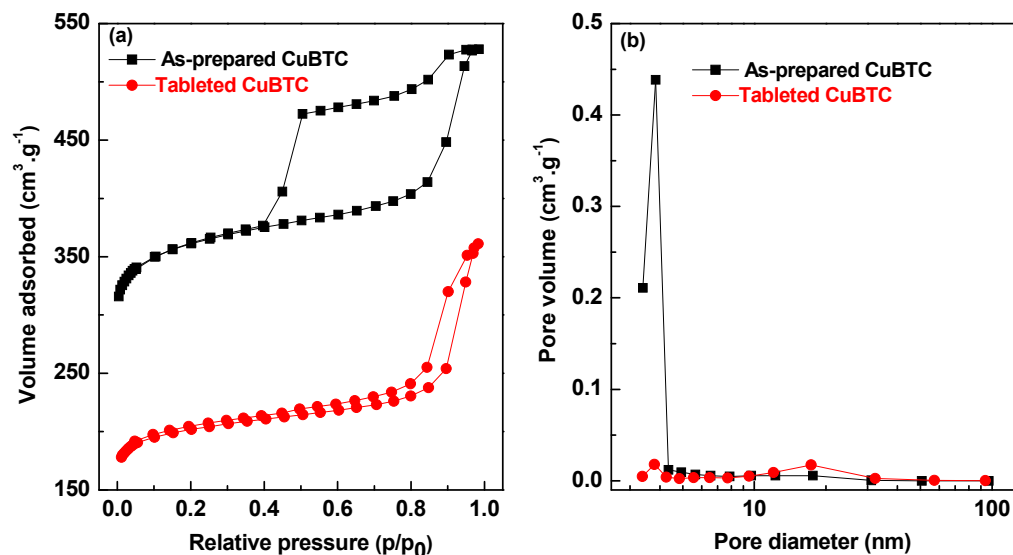 (a)
As-prepared CuBTC
Tableted CuBTC
Volume adsorbed (cm³.g⁻¹)
550
450
350
250
150
0.0 0.2 0.4 0.6 0.8 1.0
Relative pressure (p/p₀)
(b)
As-prepared CuBTC
Tableted CuBTC
Pore volume (cm³.g⁻¹)
0.5
0.4
0.3
0.2
0.1
0.0
10 100
Pore diameter (nm)